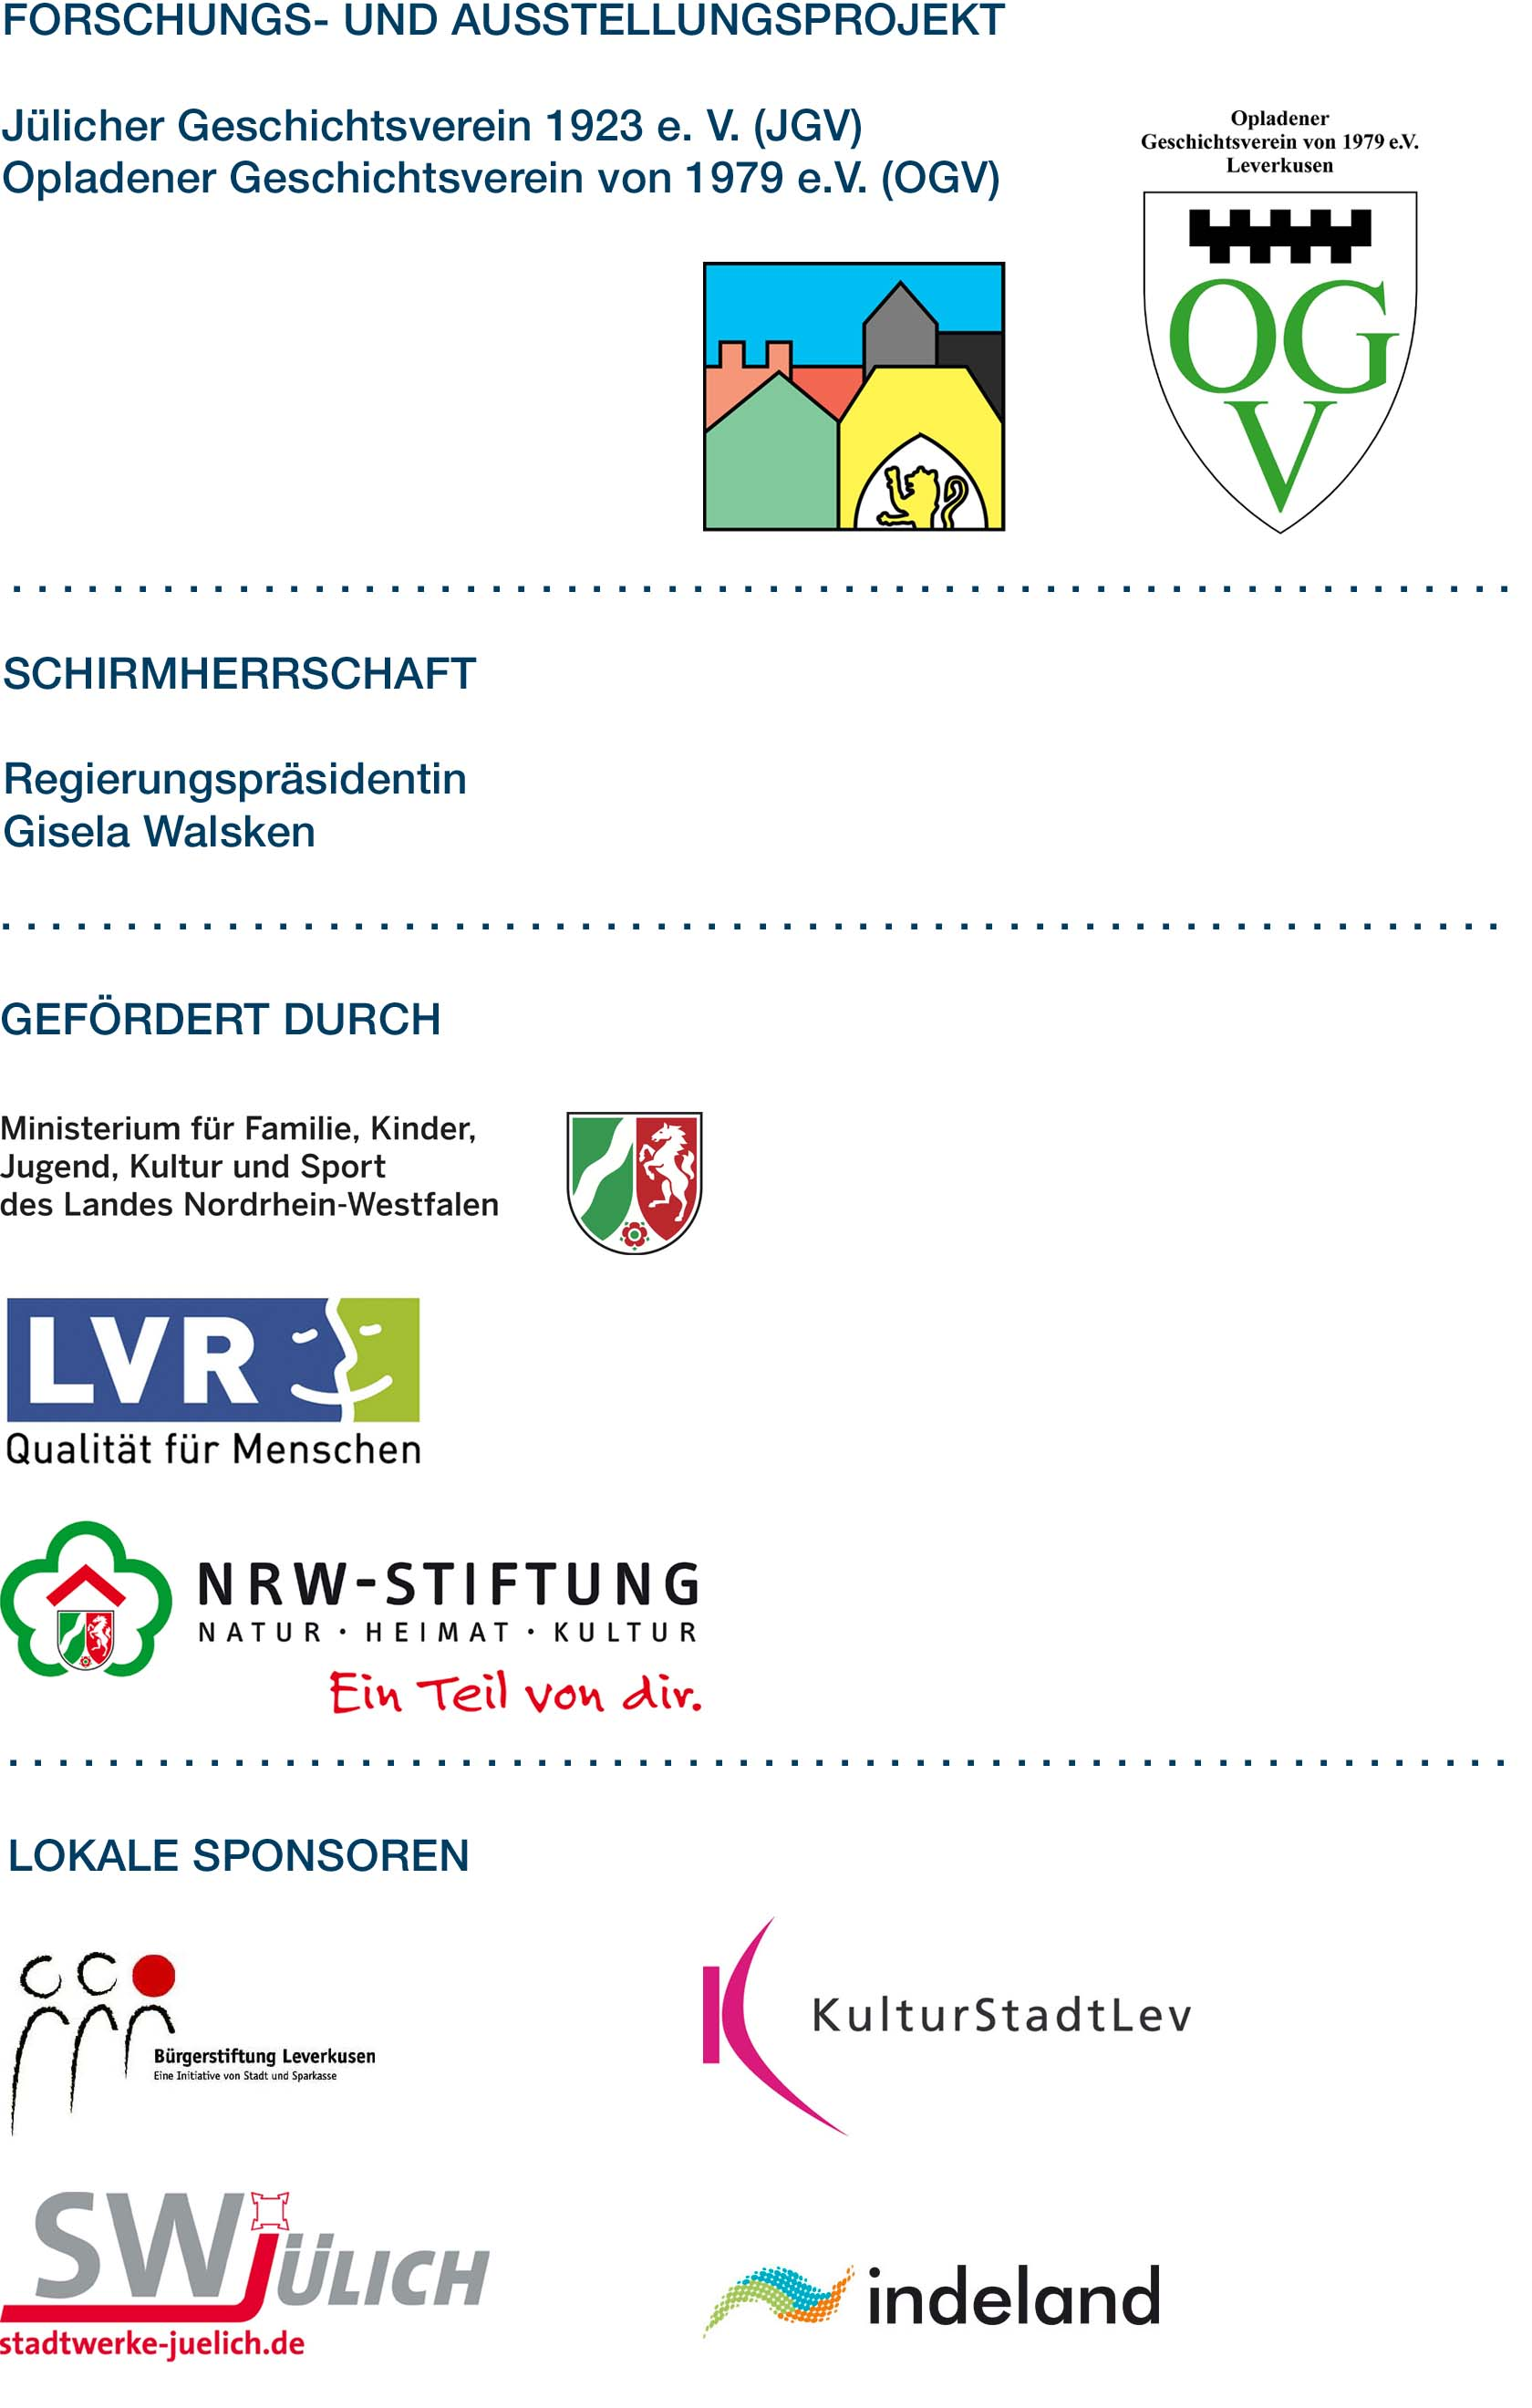 FORSCHUNGS- UND AUSSTELLUNGSPROJEKT
Jülicher Geschichtsverein 1923 e. V. (JGV)
Opladener Geschichtsverein von 1979 e.V. (OGV)
Opladener
Geschichtsverein von 1979 e.V.
Leverkusen
OG
V
SCHIRMHERRSCHAFT
Regierungspräsidentin
Gisela Walsken
GEFÖRDERT DURCH
Ministerium für Familie, Kinder,
Jugend, Kultur und Sport
des Landes Nordrhein-Westfalen
LVR
Qualität für Menschen
NRW-STIFTUNG
NATUR · HEIMAT · KULTUR
Ein Teil von dir.
LOKALE SPONSOREN
Bürgerstiftung Leverkusen
Eine Initiative von Stadt und Sparkasse
K
KulturStadtLev
SW JÜLICH
stadtwerke-juelich.de
indeland